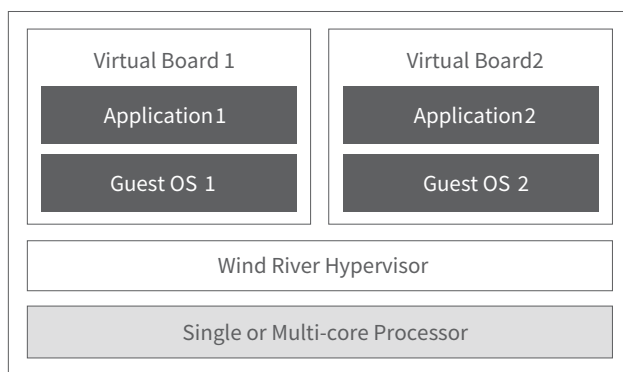 Virtual Board 1
Virtual Board2
Application1
Application2
Guest OS 1
Guest OS 2
Wind River Hypervisor
Single or Multi-core Processor